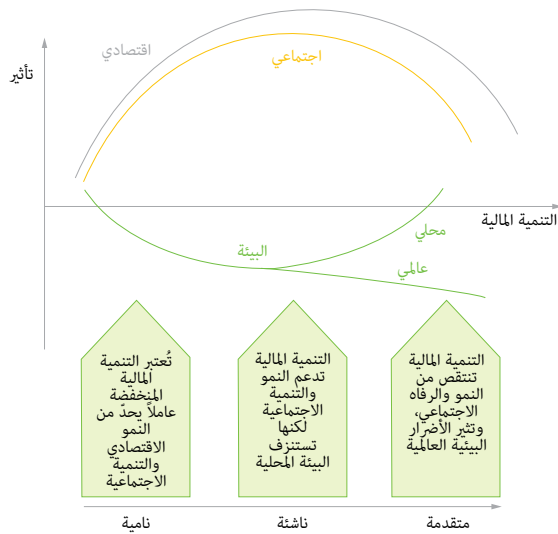 اقتصادي
تأثير
اجتماعي
التنمية المالية
محلي
البيئة
عالمي
تُعتبر التنمية
المالية
المنخفضة
عاملاً يحدّ من
النمو
الاقتصادي
والتنمية
الاجتماعية
التنمية المالية
تدعم النمو
والتنمية
الاجتماعية
لكنها
تستنزف
البيئة المحلية
التنمية المالية
تنتقص من
النمو والرفاه
الاجتماعي،
وتثير الأضرار
البيئية العالمية
نامية
ناشئة
متقدمة